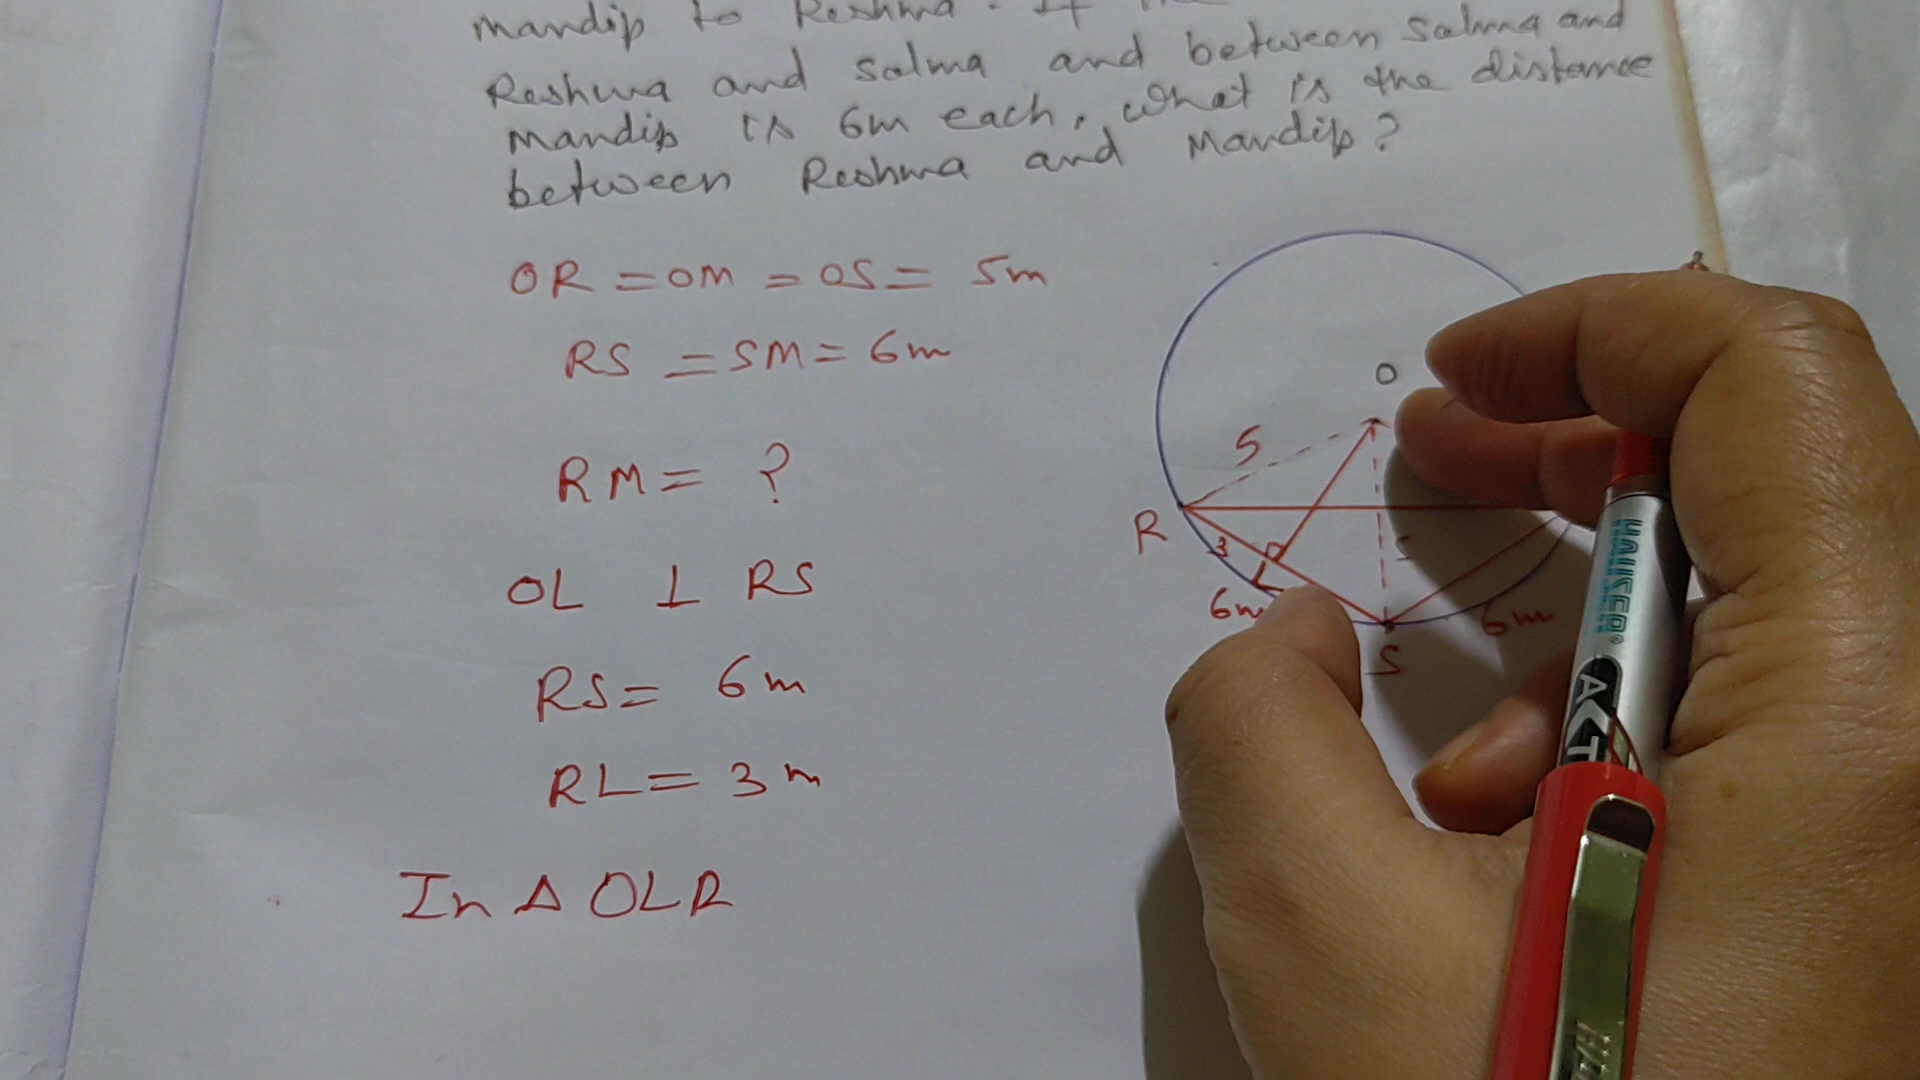 Mandip to Reshma. If
Reshma and Salma and between Salma and
Mandip is 6m each, what is the distance
between Reshma and Mandip?
OR = OM = OS = 5m
RS = SM = 6m
RM = ?
OL ⊥ RS
RS = 6m
RL = 3m
In Δ OLR
O
5
R
3
L
6m
6m
S
HAUSER